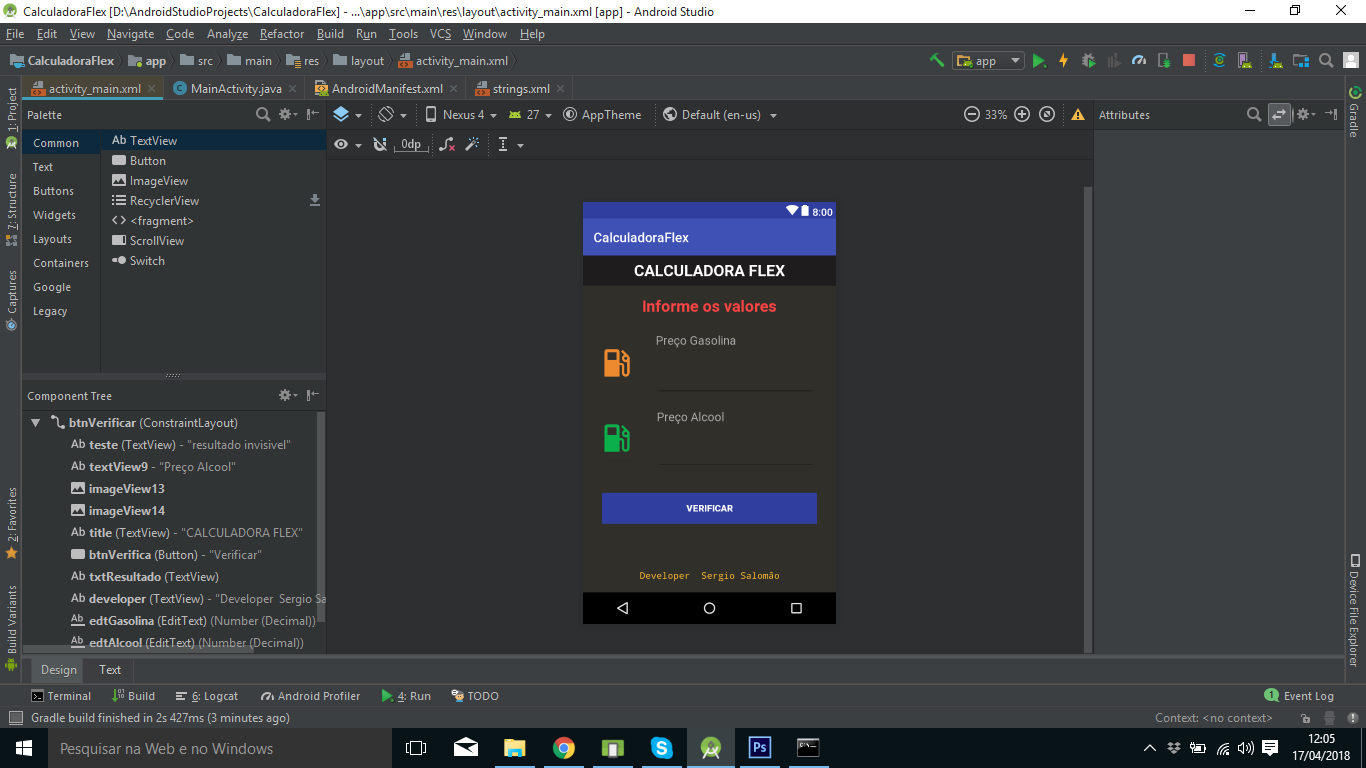 CalculadoraFlex [D:\AndroidStudioProjects\CalculadoraFlex] - ...\app\src\main\res\layout\activity_main.xml [app] - Android Studio
File Edit View Navigate Code Analyze Refactor Build Run Tools VCS Window Help
CalculadoraFlex app src main res layout activity_main.xml app
activity_main.xml MainActivity.java AndroidManifest.xml strings.xml
1: Project
7: Structure
Captures
2: Favorites
Build Variants
Palette
Common
Text
Buttons
Widgets
Layouts
Containers
Google
Legacy
Ab TextView
Button
ImageView
RecyclerView
<fragment>
ScrollView
Switch
Nexus 4 27 AppTheme Default (en-us) 33%
0dp
Attributes
Gradle
Device File Explorer
Component Tree
btnVerificar (ConstraintLayout)
Ab teste (TextView) - "resultado invisivel"
Ab textView9 - "Preço Alcool"
imageView13
imageView14
Ab title (TextView) - "CALCULADORA FLEX"
btnVerifica (Button) - "Verificar"
Ab txtResultado (TextView)
Ab developer (TextView) - "Developer Sergio Sa
Ab edtGasolina (EditText) (Number (Decimal))
Ab edtAlcool (EditText) (Number (Decimal))
8:00
CalculadoraFlex
CALCULADORA FLEX
Informe os valores
Preço Gasolina
Preço Alcool
VERIFICAR
Developer Sergio Salomão
Design Text
Terminal Build 6: Logcat Android Profiler 4: Run TODO 1 Event Log
Gradle build finished in 2s 427ms (3 minutes ago) Context: <no context>
Pesquisar na Web e no Windows
Ps
12:05
17/04/2018